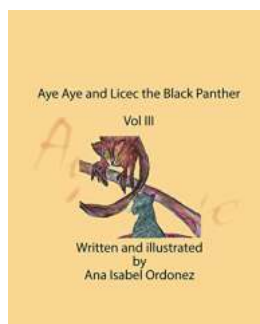 Aye Aye and Licec the Black Panther
Vol III
Written and illustrated
by
Ana Isabel Ordonez